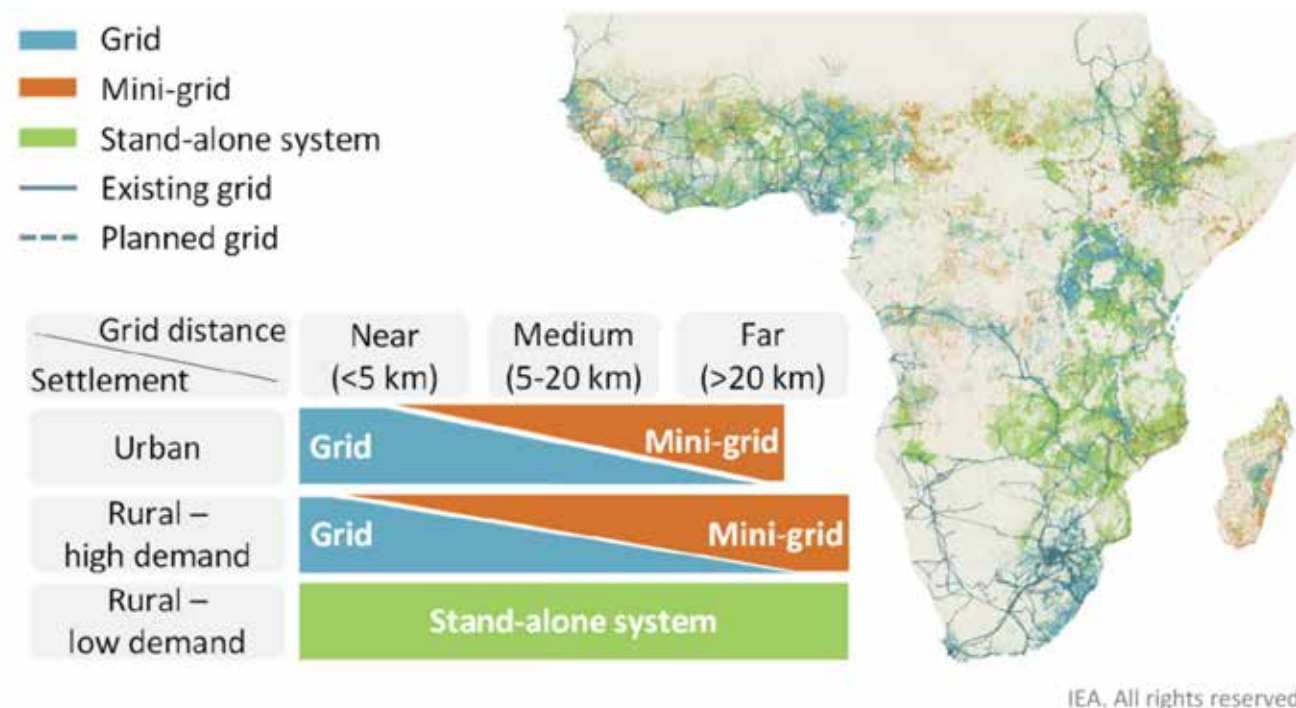 Grid
Mini-grid
Stand-alone system
Existing grid
Planned grid
Grid distance
Settlement
Near
(<5 km)
Medium
(5-20 km)
Far
(>20 km)
Urban
Grid
Mini-grid
Rural –
high demand
Grid
Mini-grid
Rural –
low demand
Stand-alone system
IEA. All rights reserved